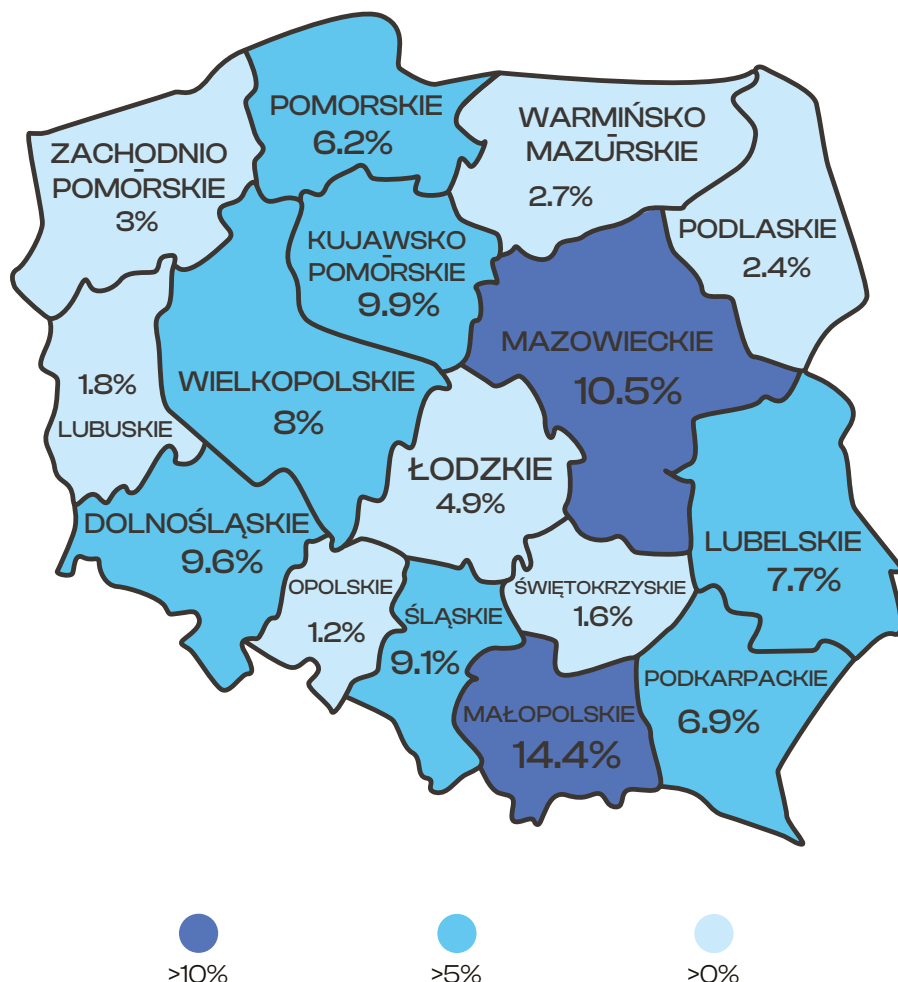 POMORSKIE
6.2%
WARMIŃSKO
-
MAZURSKIE
2.7%
ZACHODNIO
-
POMORSKIE
3%
PODLASKIE
2.4%
KUJAWSKO
-
POMORSKIE
9.9%
MAZOWIECKIE
10.5%
1.8%
LUBUSKIE
WIELKOPOLSKIE
8%
ŁODZKIE
4.9%
DOLNOŚLĄSKIE
9.6%
LUBELSKIE
7.7%
OPOLSKIE
1.2%
ŚLĄSKIE
9.1%
ŚWIĘTOKRZYSKIE
1.6%
MAŁOPOLSKIE
14.4%
PODKARPACKIE
6.9%
>10%
>5%
>0%